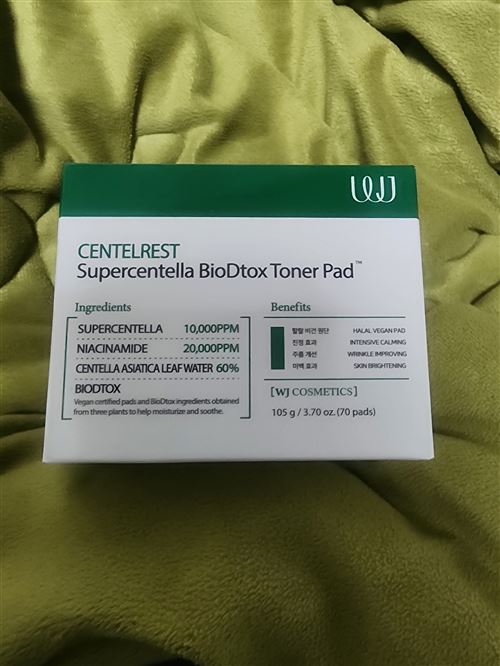 WJ
CENTELREST
Supercentella BioDtox Toner Pad™
Ingredients
SUPERCENTELLA 10,000PPM
NIACINAMIDE 20,000PPM
CENTELLA ASIATICA LEAF WATER 60%
BIODTOX
Vegan certified pads and BioDtox ingredients obtained
from three plants to help moisturize and soothe.
Benefits
할랄 비건 원단 HALAL VEGAN PAD
진정 효과 INTENSIVE CALMING
주름 개선 WRINKLE IMPROVING
미백 효과 SKIN BRIGHTENING
[WJ COSMETICS]
105 g / 3.70 oz. (70 pads)